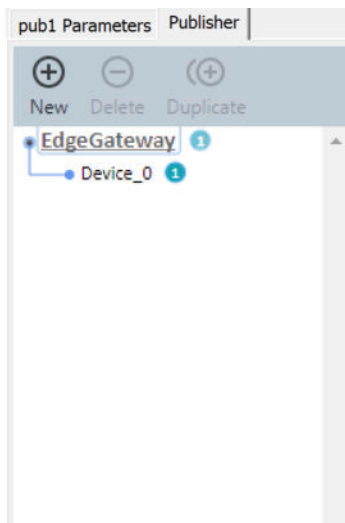 pub1 Parameters Publisher
New Delete Duplicate
EdgeGateway 1
Device_0 1